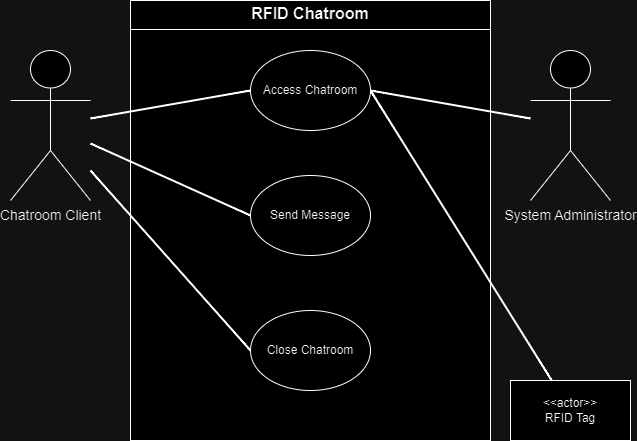 RFID Chatroom
Access Chatroom
Chatroom Client
Send Message
System Administrator
Close Chatroom
<<actor>>
RFID Tag